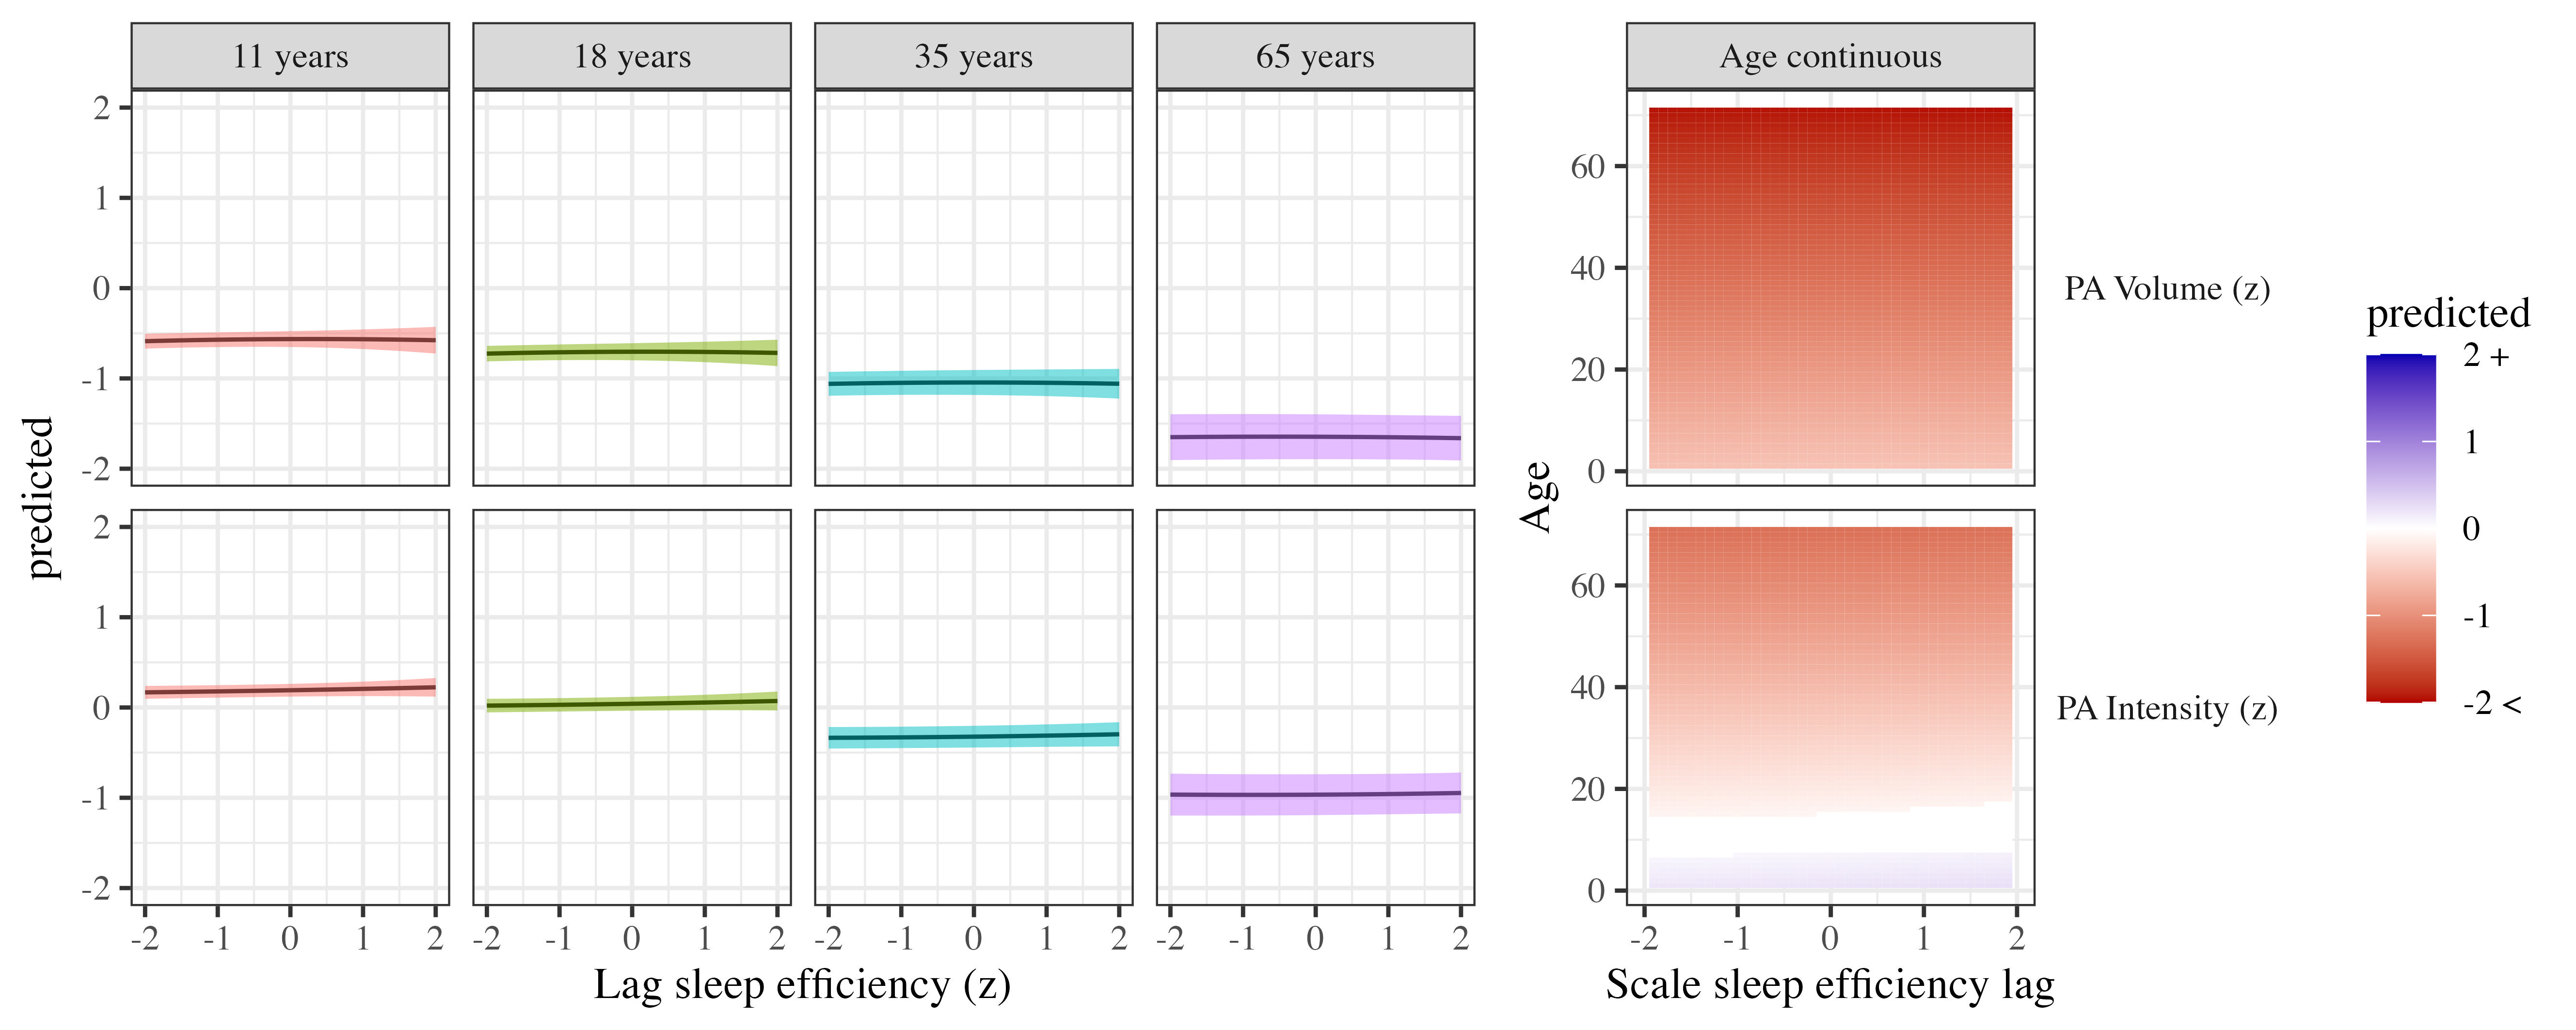 11 years 18 years 35 years 65 years Age continuous
2
1
0
-1
-2
60
40
20
0
PA Volume (z)
predicted
2 +
1
0
-1
-2 <
predicted
Age
2
1
0
-1
-2
60
40
20
0
PA Intensity (z)
-2 -1 0 1 2 -2 -1 0 1 2 -2 -1 0 1 2 -2 -1 0 1 2 -2 -1 0 1 2
Lag sleep efficiency (z) Scale sleep efficiency lag